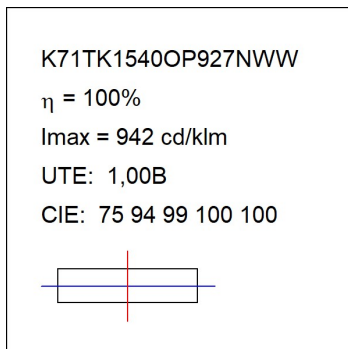 K71TK1540OP927NWW
η = 100%
Imax = 942 cd/klm
UTE: 1,00B
CIE: 75 94 99 100 100